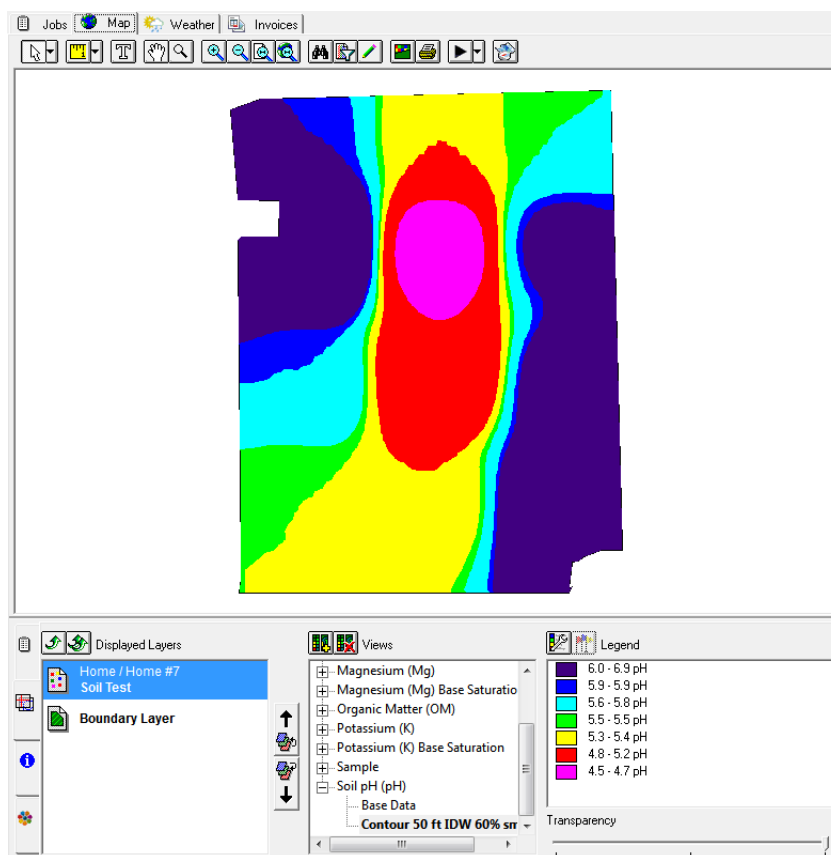 Jobs Map Weather Invoices
T
Displayed Layers
Home / Home #7
Soil Test
Boundary Layer
Views
Magnesium (Mg)
Magnesium (Mg) Base Saturatio
Organic Matter (OM)
Potassium (K)
Potassium (K) Base Saturation
Sample
Soil pH (pH)
Base Data
Contour 50 ft IDW 60% sm
Legend
6.0 - 6.9 pH
5.9 - 5.9 pH
5.6 - 5.8 pH
5.5 - 5.5 pH
5.3 - 5.4 pH
4.8 - 5.2 pH
4.5 - 4.7 pH
Transparency